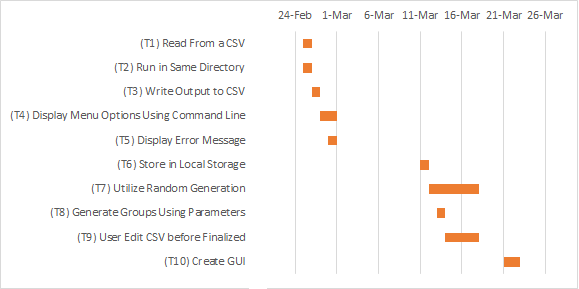 24-Feb 1-Mar 6-Mar 11-Mar 16-Mar 21-Mar 26-Mar
(T1) Read From a CSV
(T2) Run in Same Directory
(T3) Write Output to CSV
(T4) Display Menu Options Using Command Line
(T5) Display Error Message
(T6) Store in Local Storage
(T7) Utilize Random Generation
(T8) Generate Groups Using Parameters
(T9) User Edit CSV before Finalized
(T10) Create GUI